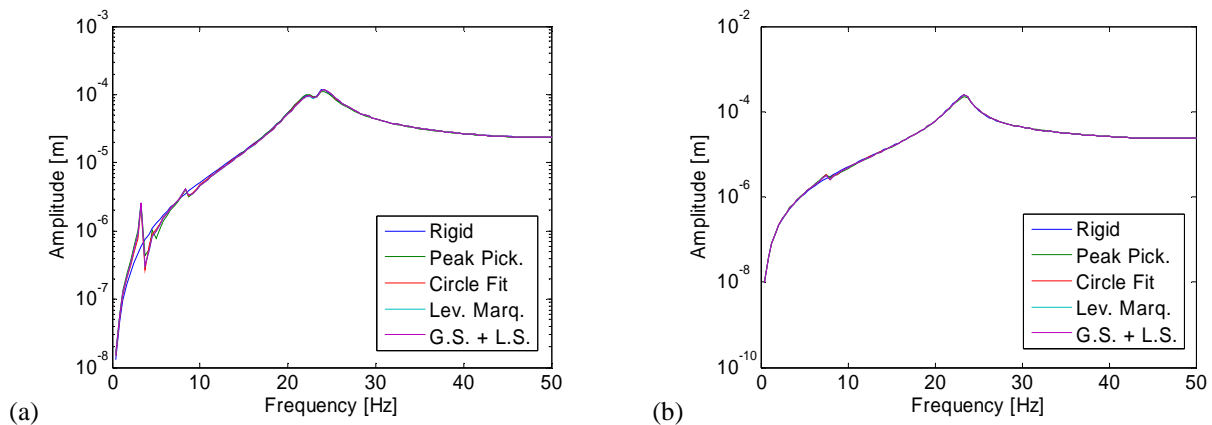 10^-3
10^-4
10^-5
10^-6
10^-7
10^-8
Amplitude [m]
0 10 20 30 40 50
Frequency [Hz]
Rigid
Peak Pick.
Circle Fit
Lev. Marq.
G.S. + L.S.
(a)
10^-2
10^-4
10^-6
10^-8
10^-10
Amplitude [m]
0 10 20 30 40 50
Frequency [Hz]
Rigid
Peak Pick.
Circle Fit
Lev. Marq.
G.S. + L.S.
(b)